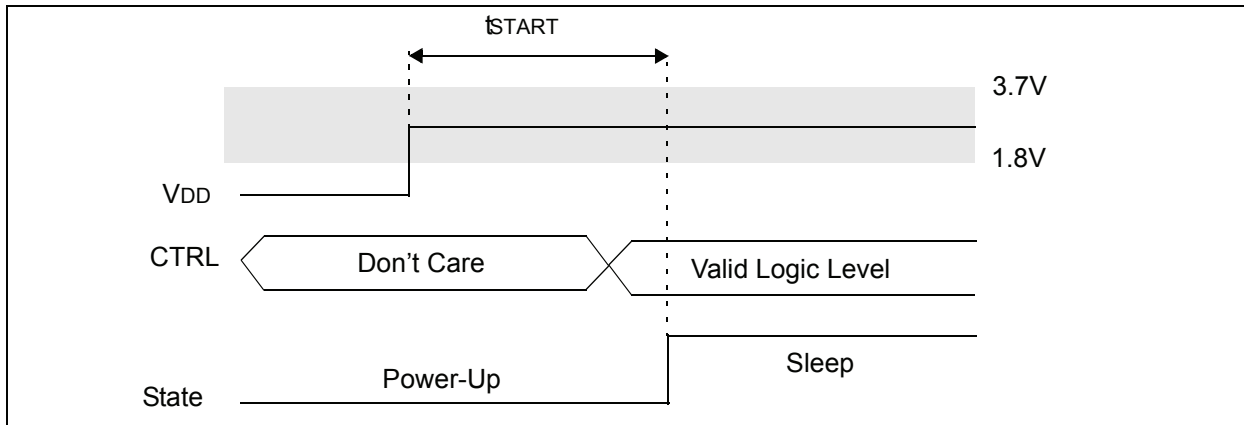 tSTART
3.7V
1.8V
VDD
CTRL
Don't Care
Valid Logic Level
Sleep
Power-Up
State